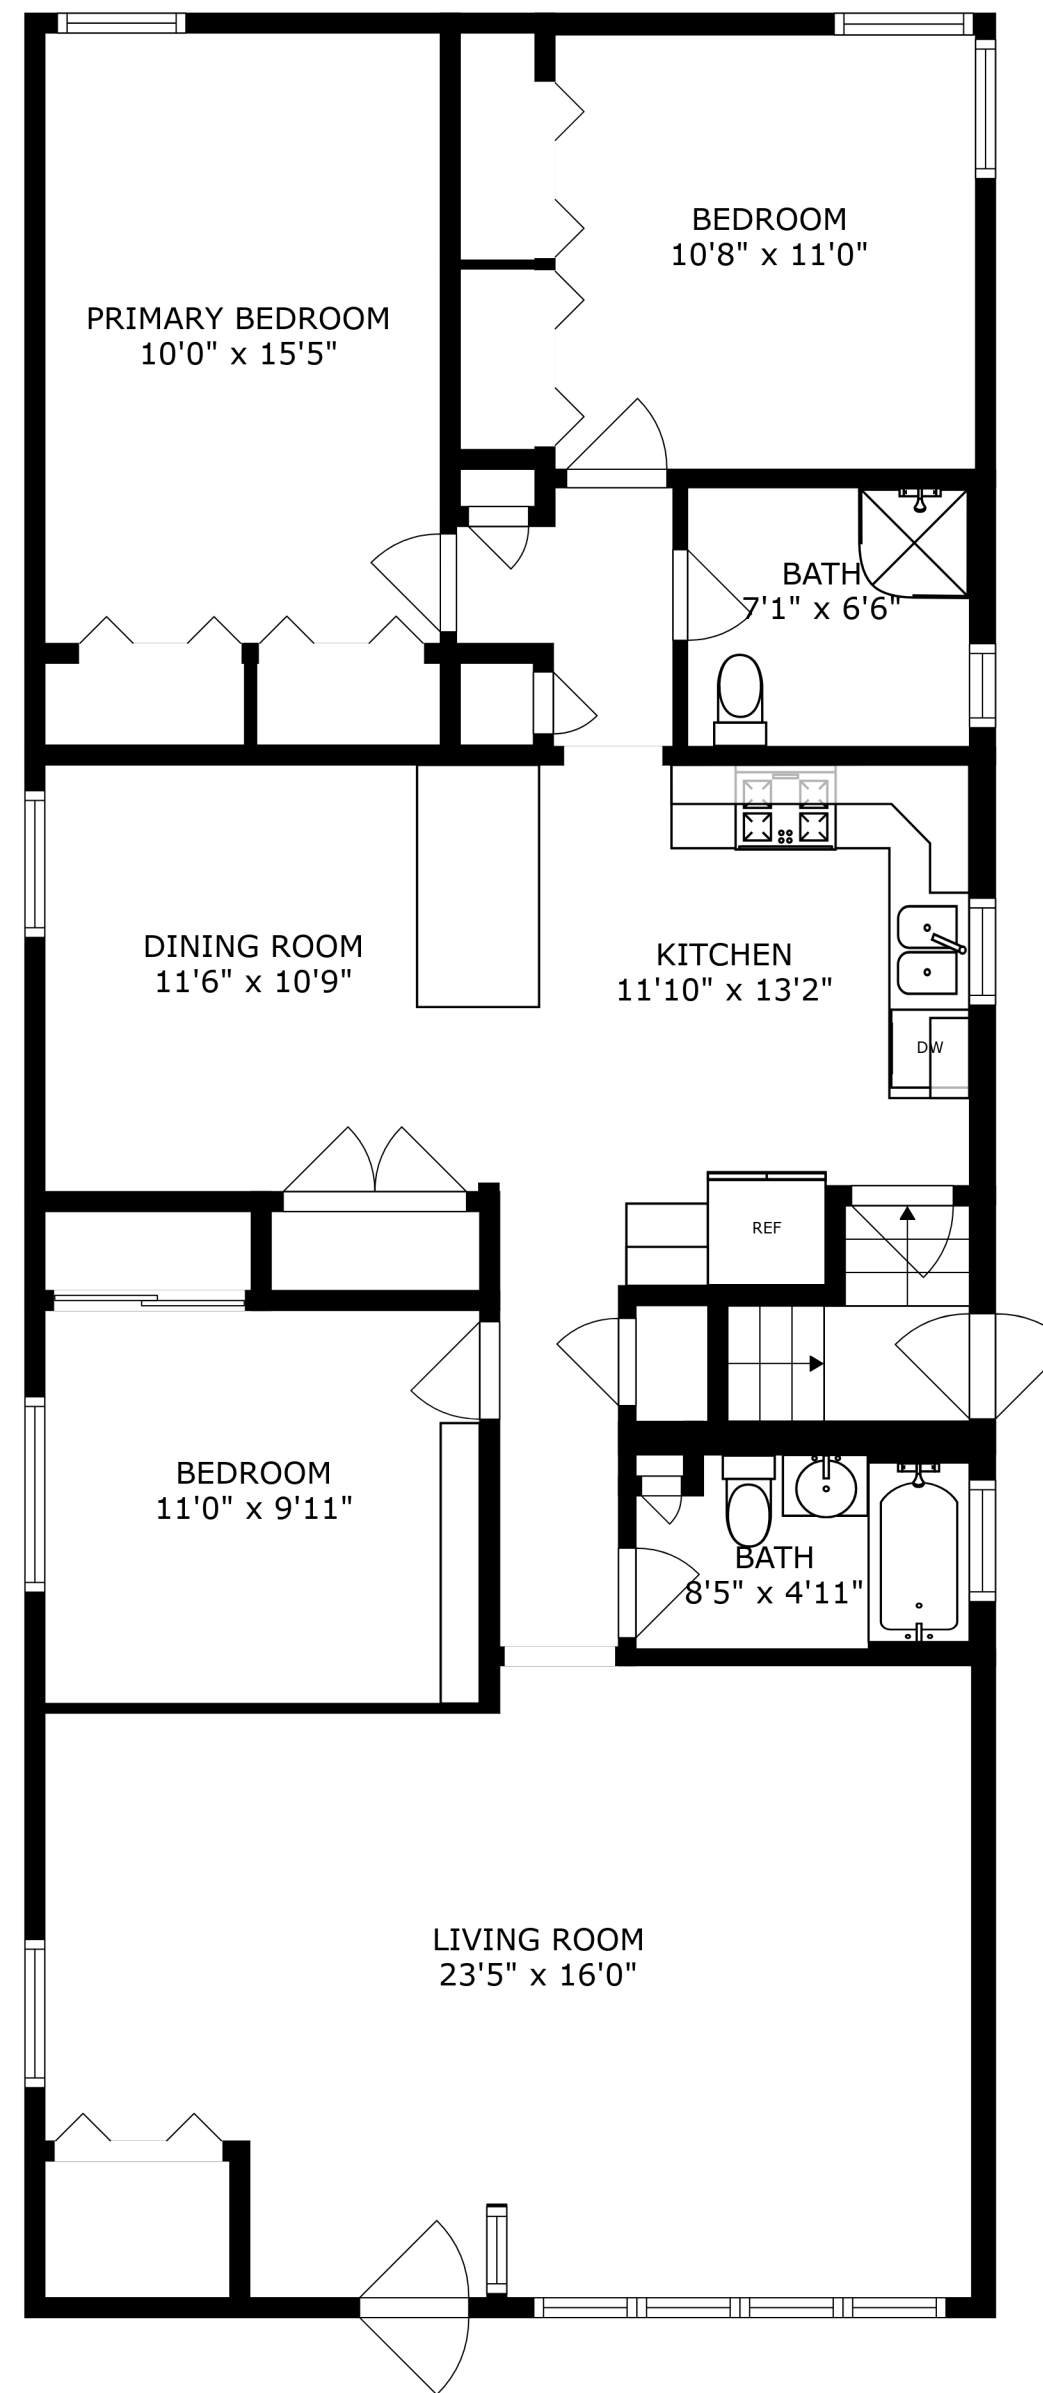 BEDROOM
10'8" x 11'0"
PRIMARY BEDROOM
10'0" x 15'5"
BATH
7'1" x 6'6"
DINING ROOM
11'6" x 10'9"
KITCHEN
11'10" x 13'2"
DW
REF
BEDROOM
11'0" x 9'11"
BATH
8'5" x 4'11"
LIVING ROOM
23'5" x 16'0"